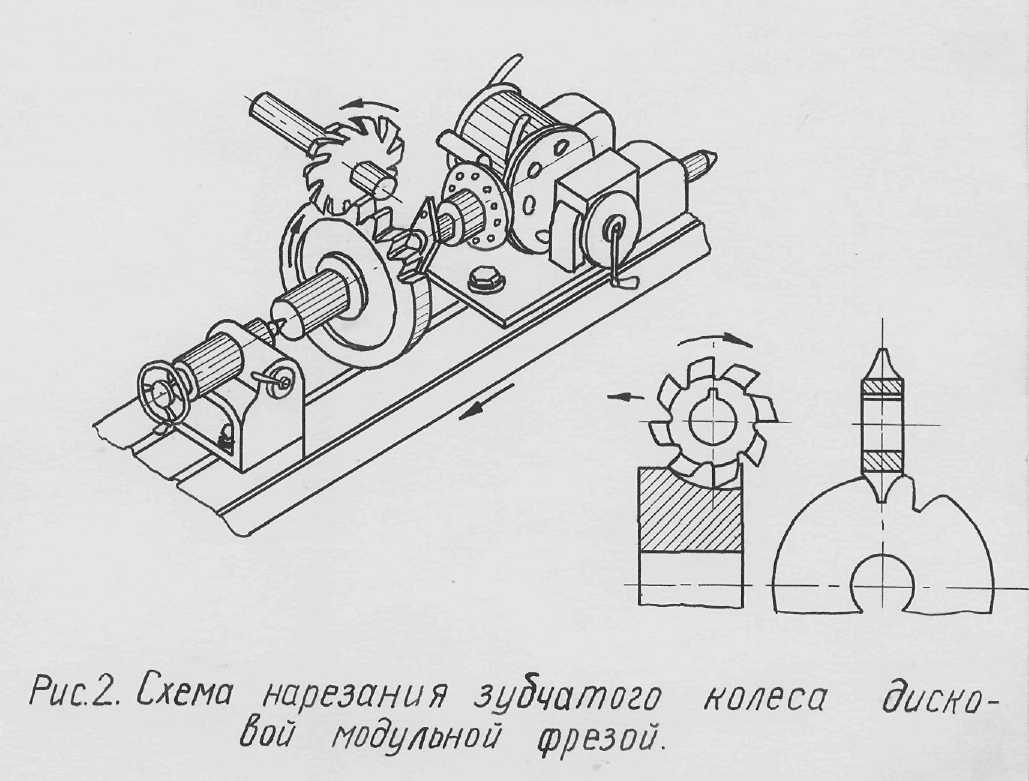 Рис.2. Схема нарезания зубчатого колеса диско-
вой модульной фрезой.